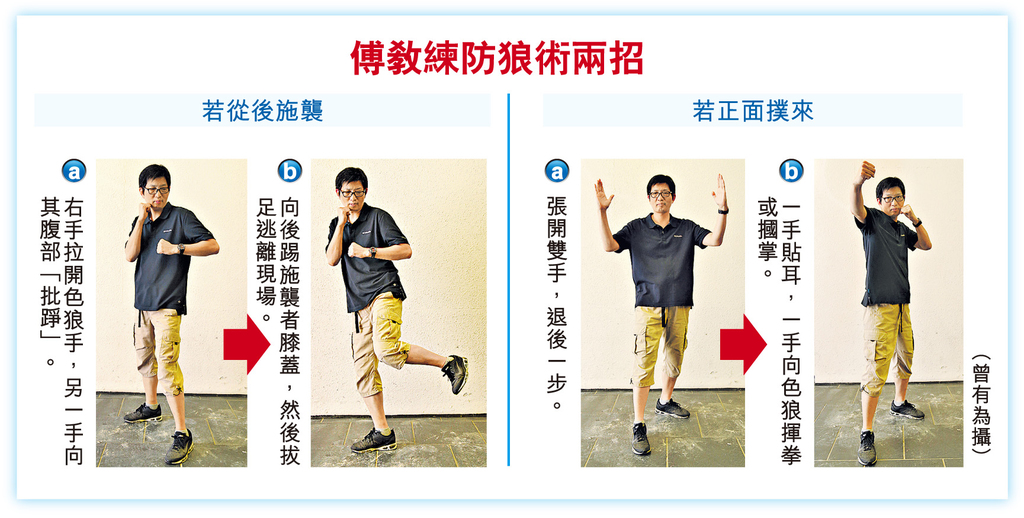 傅教練防狼術兩招
若從後施襲
a
右手拉開色狼手，另一手向
其腹部「批踭」。
b
向後踢施襲者膝蓋，然後拔
足逃離現場。
若正面撲來
a
張開雙手，退後一步。
b
一手貼耳，一手向色狼揮拳
或摑掌。
（曾有為攝）